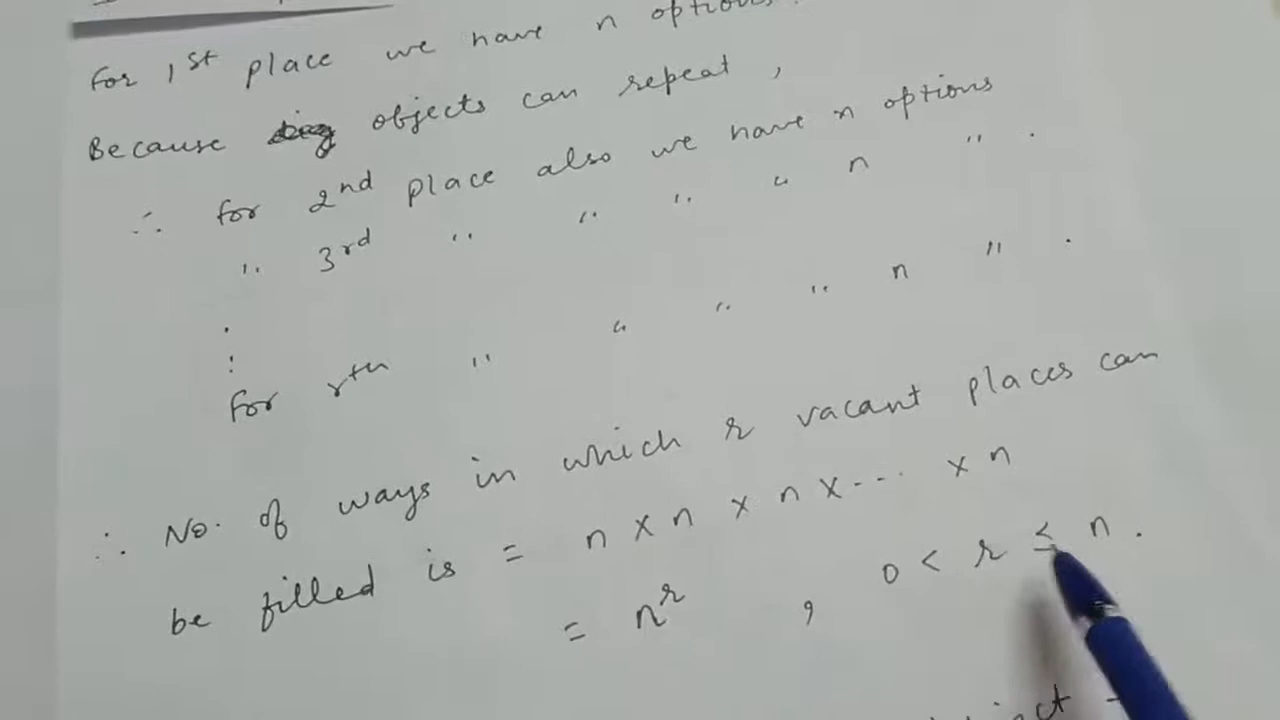 For 1st place we have n options.
Because objects can repeat,
∴ for 2nd place also we have n options
" 3rd " " " " n " .
:
For rth " " " " n " .
∴ No. of ways in which r vacant places can
be filled is = n x n x n x --- x n
= n^r , 0 < r ≤ n.